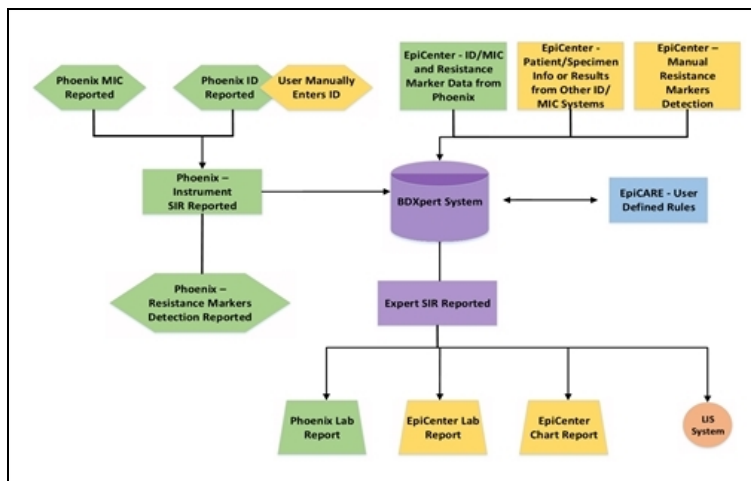 Phoenix MIC
Reported
Phoenix ID
Reported
User Manually
Enters ID
EpiCenter - ID/MIC
and Resistance
Marker Data from
Phoenix
EpiCenter -
Patient/Specimen
Info or Results
from Other ID/
MIC Systems
EpiCenter –
Manual
Resistance
Markers
Detection
Phoenix –
Instrument
SIR Reported
BDXpert System
EpiCARE - User
Defined Rules
Phoenix –
Resistance Markers
Detection Reported
Expert SIR Reported
Phoenix Lab
Report
EpiCenter Lab
Report
EpiCenter
Chart Report
LIS
System